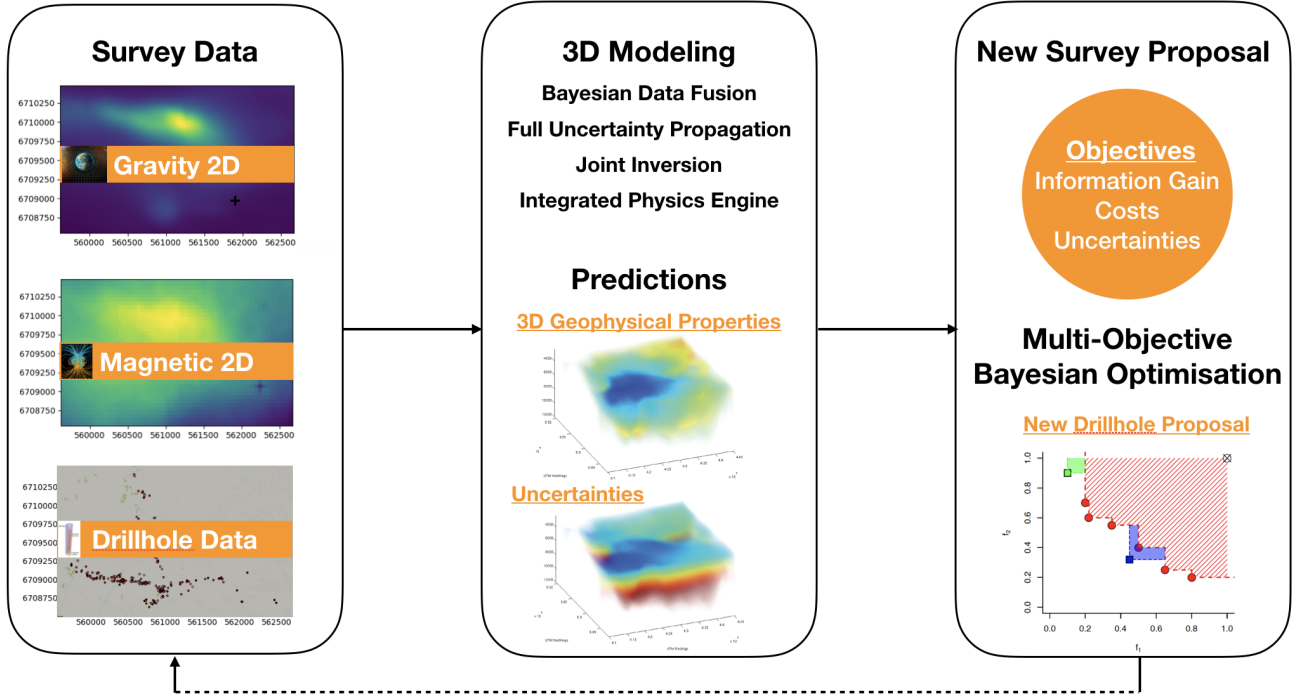 Survey Data
6710250
6710000
6709750
6709500
6709250
6709000
6708750
Gravity 2D
560000 560500 561000 561500 562000 562500
6710250
6710000
6709750
6709500
6709250
6709000
6708750
Magnetic 2D
560000 560500 561000 561500 562000 562500
6710250
6710000
6709750
6709500
6709250
6709000
6708750
Drillhole Data
560000 560500 561000 561500 562000 562500
3D Modeling
Bayesian Data Fusion
Full Uncertainty Propagation
Joint Inversion
Integrated Physics Engine
Predictions
3D Geophysical Properties
Uncertainties
New Survey Proposal
Objectives
Information Gain
Costs
Uncertainties
Multi-Objective
Bayesian Optimisation
New Drillhole Proposal
1.0
0.8
0.6
0.4
0.2
0.0
f₂
0.0 0.2 0.4 0.6 0.8 1.0
f₁